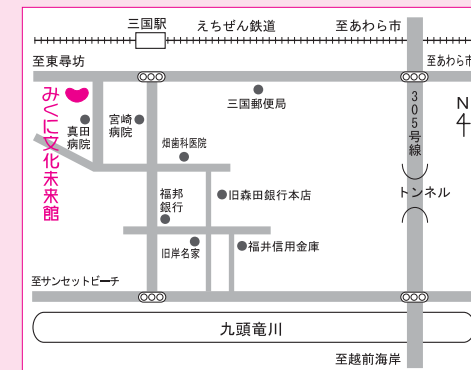 三国駅
えちぜん鉄道
至あわら市
至東尋坊
至あわら市
みくに文化未来館
真田
病院
宮崎
病院
三国郵便局
305号線
N
畑歯科医院
トンネル
福邦
銀行
旧森田銀行本店
旧岸名家
福井信用金庫
至サンセットビーチ
九頭竜川
至越前海岸